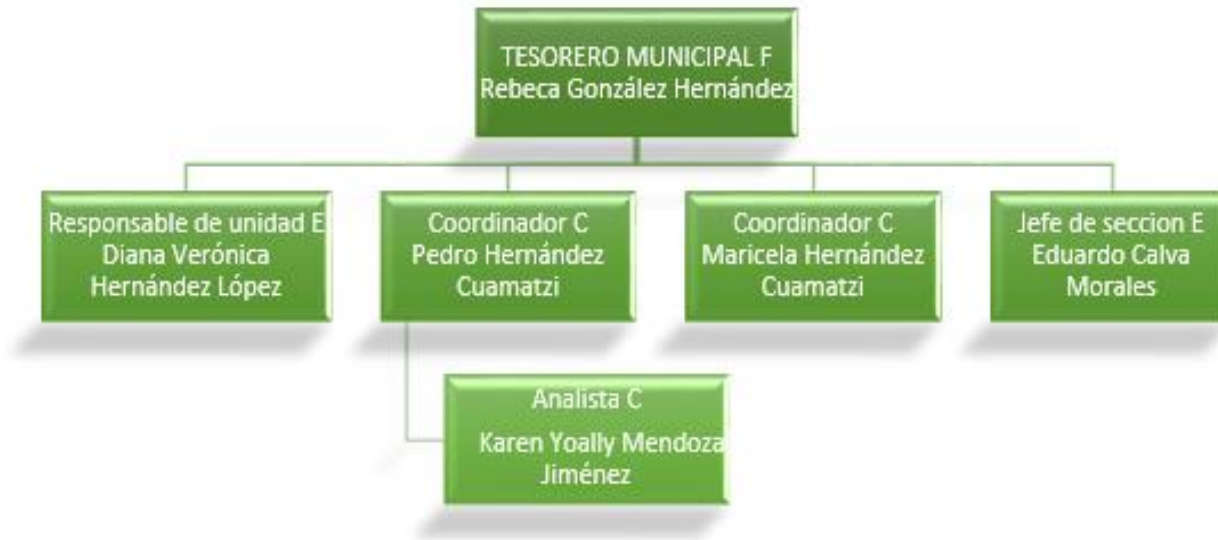 TESORERO MUNICIPAL F
Rebeca González Hernández
Responsable de unidad E
Diana Verónica
Hernández López
Coordinador C
Pedro Hernández
Cuamatzi
Coordinador C
Maricela Hernández
Cuamatzi
Jefe de seccion E
Eduardo Calva
Morales
Analista C
Karen Yoally Mendoza
Jiménez